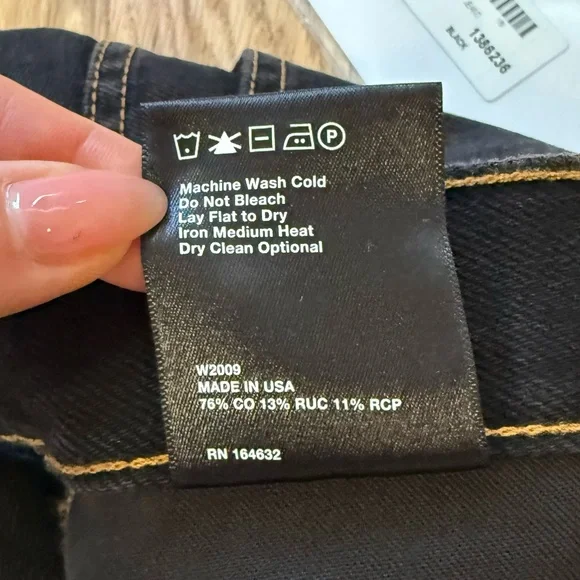 1386236
BLACK
P
Machine Wash Cold
Do Not Bleach
Lay Flat to Dry
Iron Medium Heat
Dry Clean Optional
W2009
MADE IN USA
76% CO 13% RUC 11% RCP
RN 164632